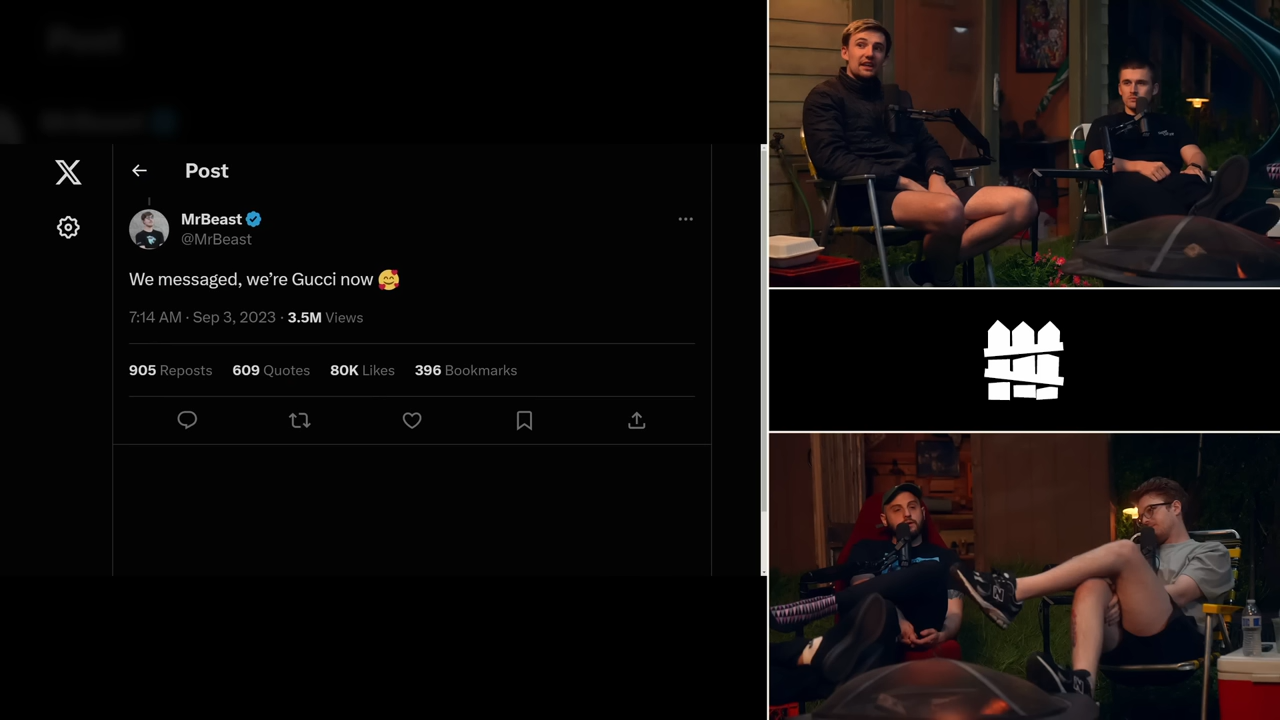 Post
MrBeast
@MrBeast
We messaged, we’re Gucci now 🥰
7:14 AM · Sep 3, 2023 · 3.5M Views
905 Reposts 609 Quotes 80K Likes 396 Bookmarks